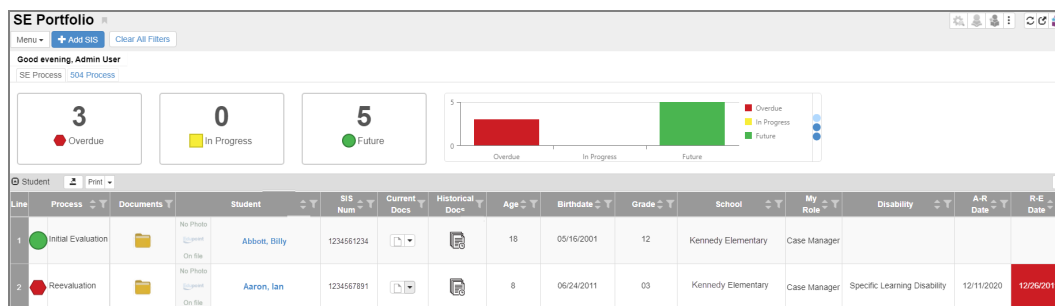 SE Portfolio
Menu
+ Add SIS
Clear All Filters
Good evening, Admin User
SE Process 504 Process
3
Overdue
0
In Progress
5
Future
5
0
Overdue
In Progress
Future
Overdue
In Progress
Future
Student
Print
Line
Process
Documents
Student
SIS Num
Current Docs
Historical Docs
Age
Birthdate
Grade
School
My Role
Disability
A-R Date
R-E Date
1
Initial Evaluation
No Photo
On file
Abbott, Billy
1234561234
18
05/16/2001
12
Kennedy Elementary
Case Manager
2
Reevaluation
No Photo
On file
Aaron, Ian
1234567891
8
06/24/2011
03
Kennedy Elementary
Case Manager
Specific Learning Disability
12/11/2020
12/26/201